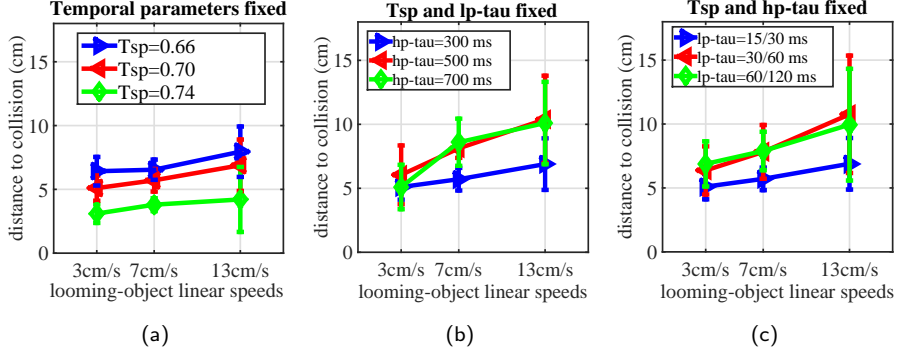 Temporal parameters fixed
distance to collision (cm)
15
10
5
0
Tsp=0.66
Tsp=0.70
Tsp=0.74
3cm/s 7cm/s 13cm/s
looming-object linear speeds
(a)
Tsp and lp-tau fixed
distance to collision (cm)
15
10
5
0
hp-tau=300 ms
hp-tau=500 ms
hp-tau=700 ms
3cm/s 7cm/s 13cm/s
looming-object linear speeds
(b)
Tsp and hp-tau fixed
distance to collision (cm)
15
10
5
0
lp-tau=15/30 ms
lp-tau=30/60 ms
lp-tau=60/120 ms
3cm/s 7cm/s 13cm/s
looming-object linear speeds
(c)